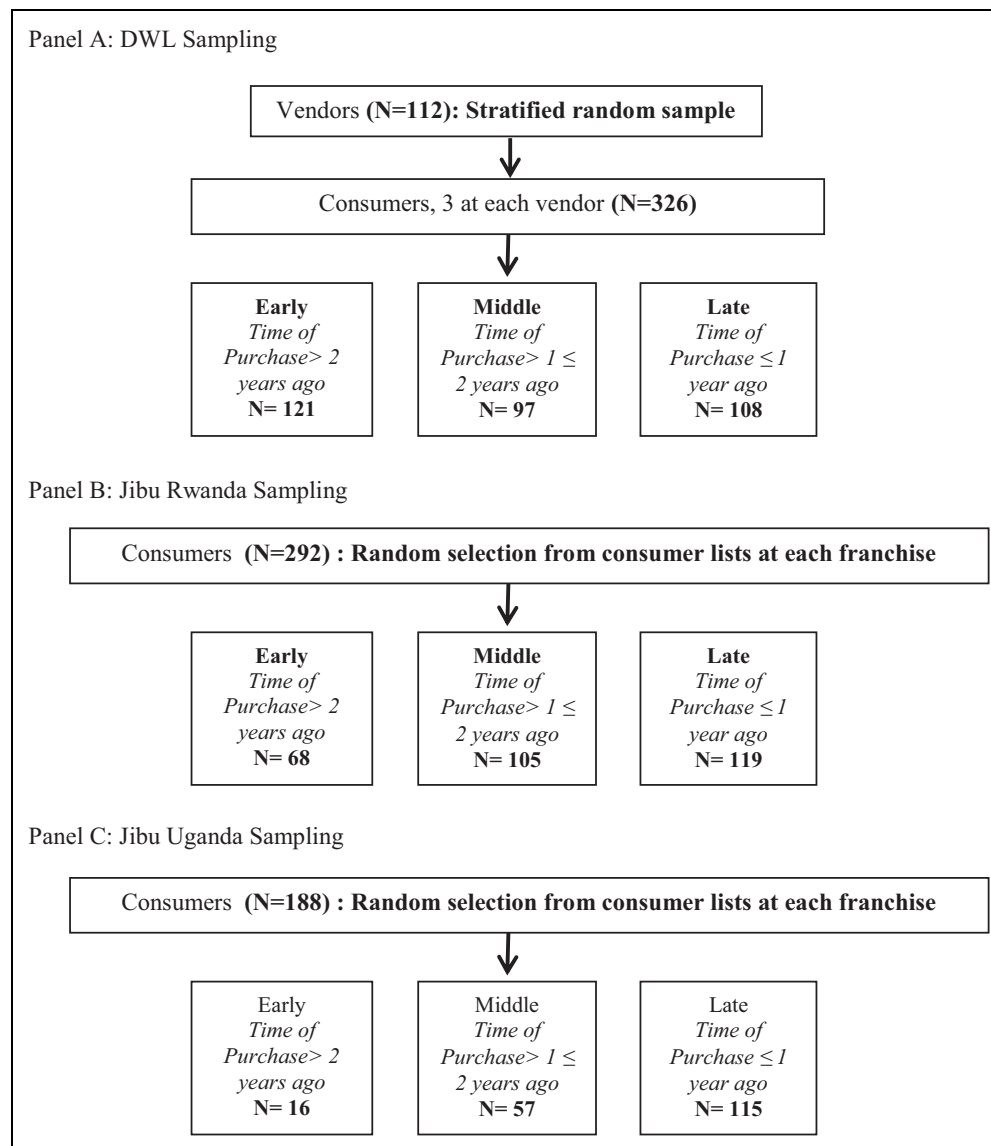 Panel A: DWL Sampling
Vendors (N=112): Stratified random sample
Consumers, 3 at each vendor (N=326)
Early
Time of
Purchase> 2
years ago
N= 121
Middle
Time of
Purchase> 1 ≤
2 years ago
N= 97
Late
Time of
Purchase ≤1
year ago
N= 108
Panel B: Jibu Rwanda Sampling
Consumers (N=292) : Random selection from consumer lists at each franchise
Early
Time of
Purchase> 2
years ago
N= 68
Middle
Time of
Purchase> 1 ≤
2 years ago
N= 105
Late
Time of
Purchase ≤1
year ago
N= 119
Panel C: Jibu Uganda Sampling
Consumers (N=188) : Random selection from consumer lists at each franchise
Early
Time of
Purchase> 2
years ago
N= 16
Middle
Time of
Purchase> 1 ≤
2 years ago
N= 57
Late
Time of
Purchase ≤1
year ago
N= 115